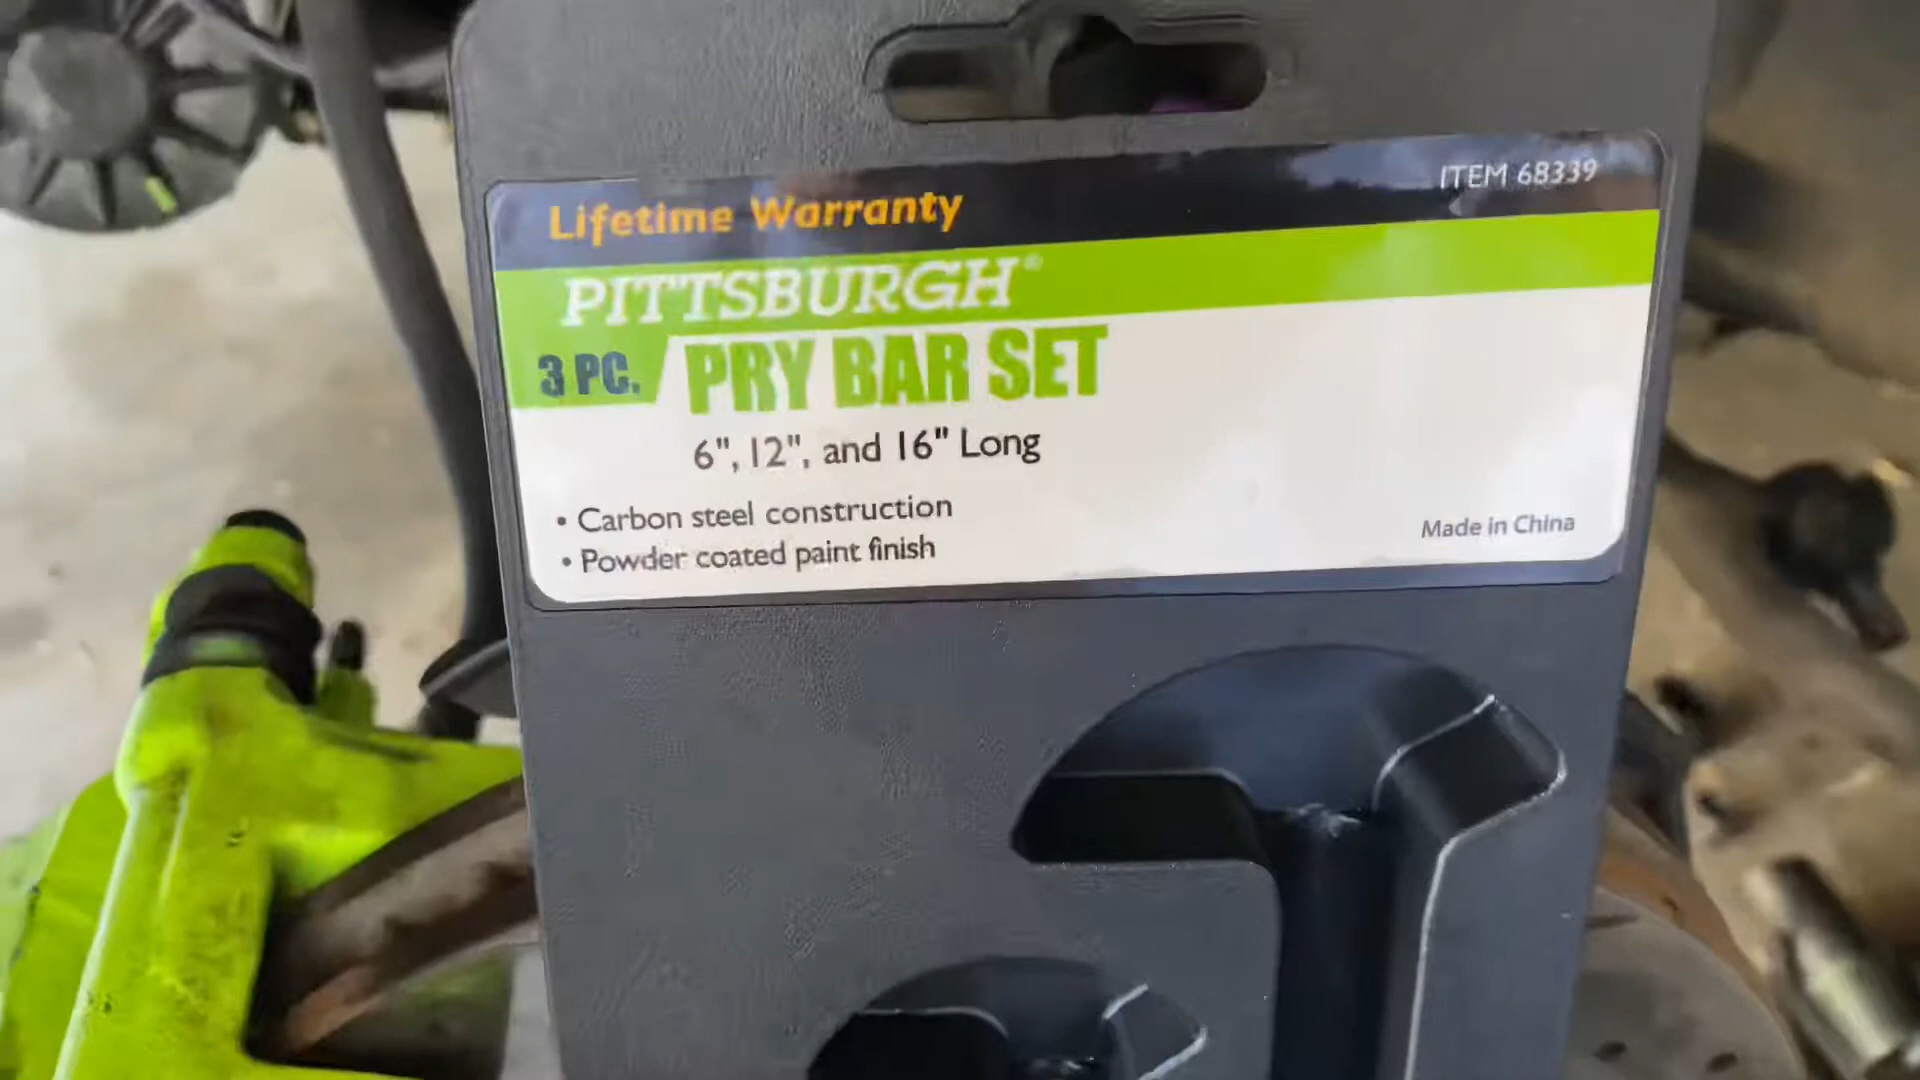 Lifetime Warranty
ITEM 68339
PITTSBURGH®
3 PC. PRY BAR SET
6", 12", and 16" Long
• Carbon steel construction
• Powder coated paint finish
Made in China